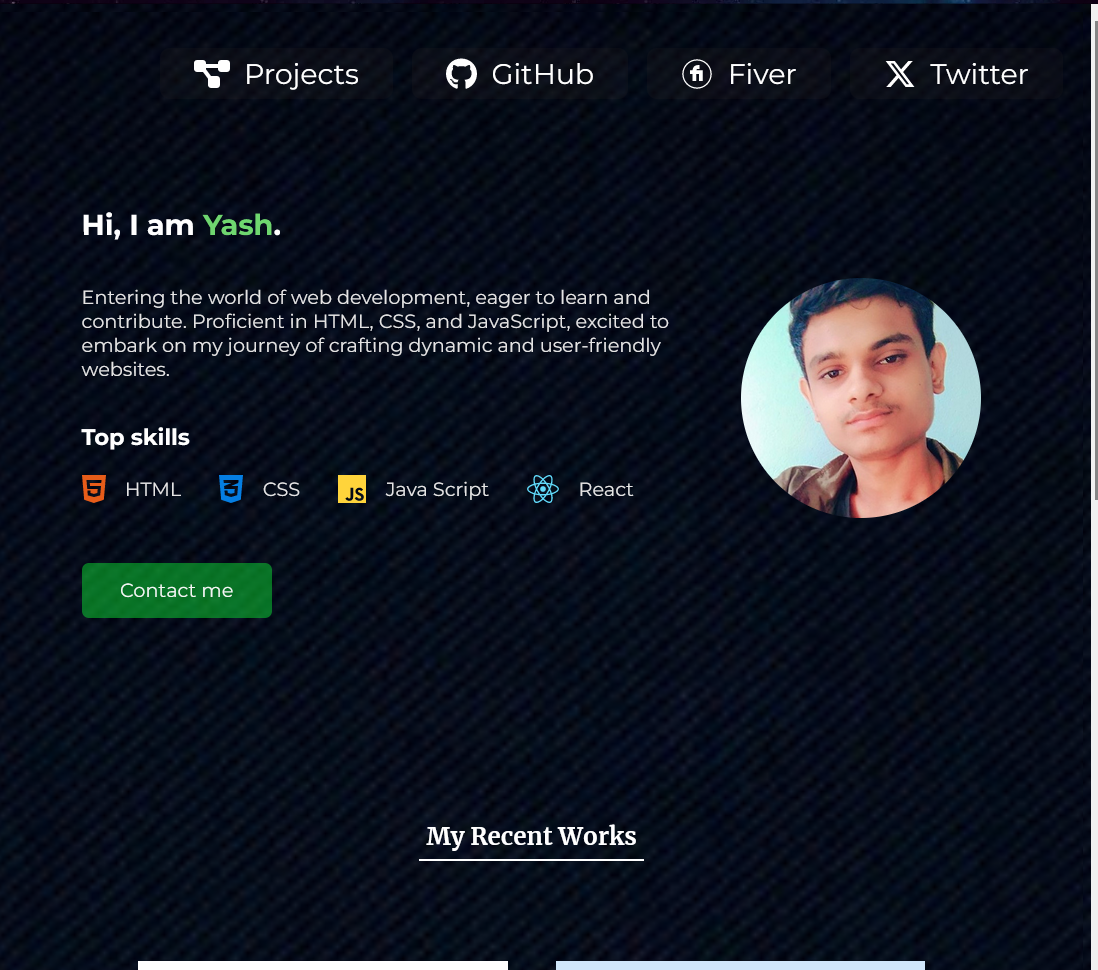 Projects
GitHub
Fiver
Twitter
Hi, I am Yash.
Entering the world of web development, eager to learn and
contribute. Proficient in HTML, CSS, and JavaScript, excited to
embark on my journey of crafting dynamic and user-friendly
websites.
Top skills
HTML
CSS
JS
Java Script
React
Contact me
My Recent Works